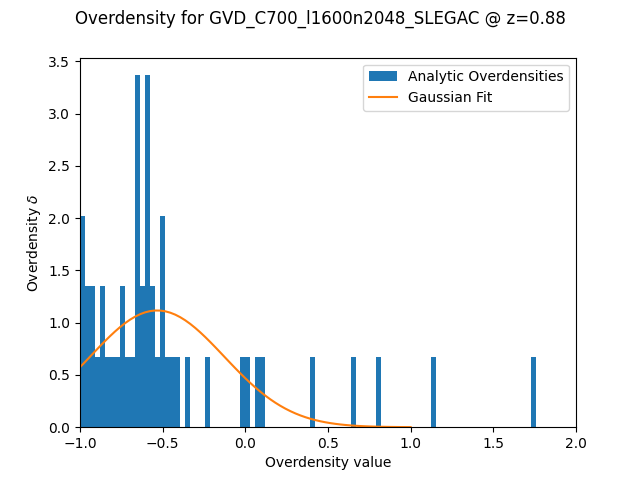 Overdensity for GVD_C700_l1600n2048_SLEGAC @ z=0.88
Analytic Overdensities
Gaussian Fit
Overdensity δ
3.5
3.0
2.5
2.0
1.5
1.0
0.5
0.0
−1.0 −0.5 0.0 0.5 1.0 1.5 2.0
Overdensity value